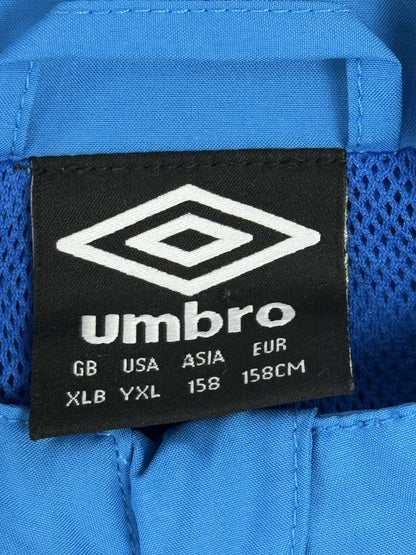 umbro
GB USA ASIA EUR
XLB YXL 158 158CM